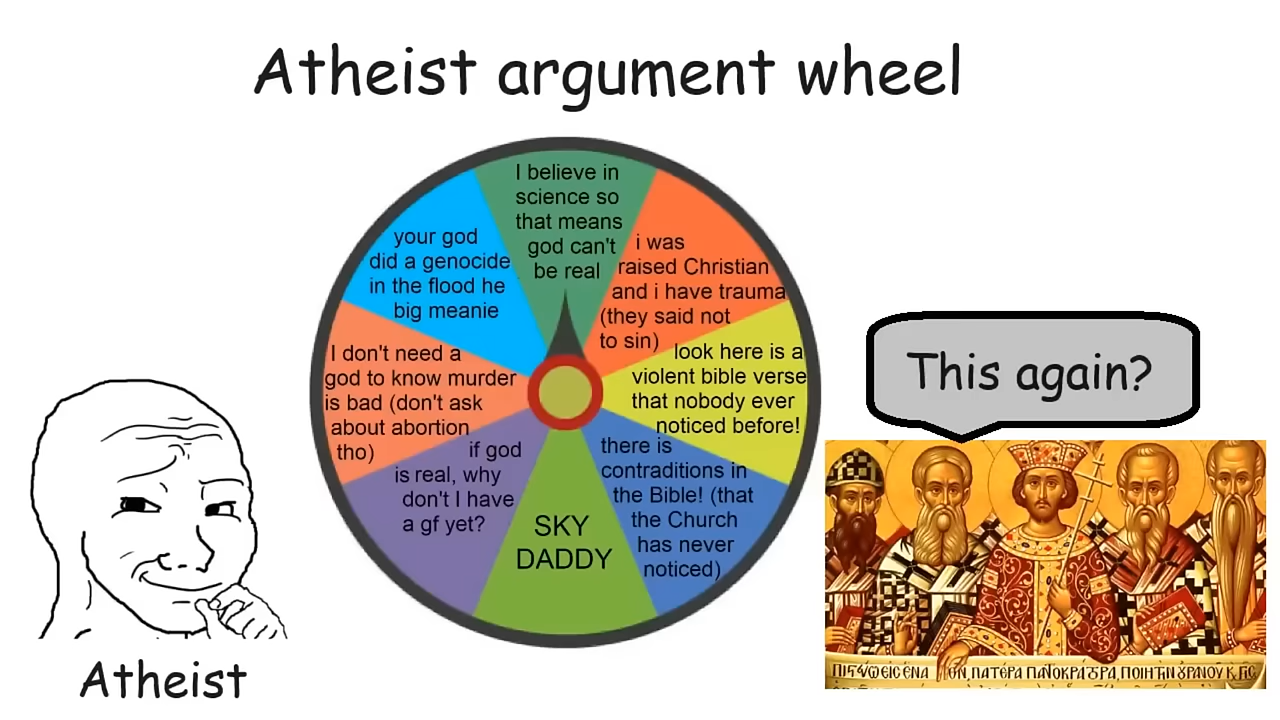 Atheist argument wheel
I believe in
science so
that means
god can't
be real
i was
raised Christian
and i have trauma
(they said not
to sin)
look here is a
violent bible verse
that nobody ever
noticed before!
there is
contraditions in
the Bible! (that
the Church
has never
noticed)
SKY
DADDY
if god
is real, why
don't I have
a gf yet?
I don't need a
god to know murder
is bad (don't ask
about abortion
tho)
your god
did a genocide
in the flood he
big meanie
This again?
Atheist
ΠΑΤΕΡΑ ΠΑΝΤΟΚΡΑΤΟΡΑ,